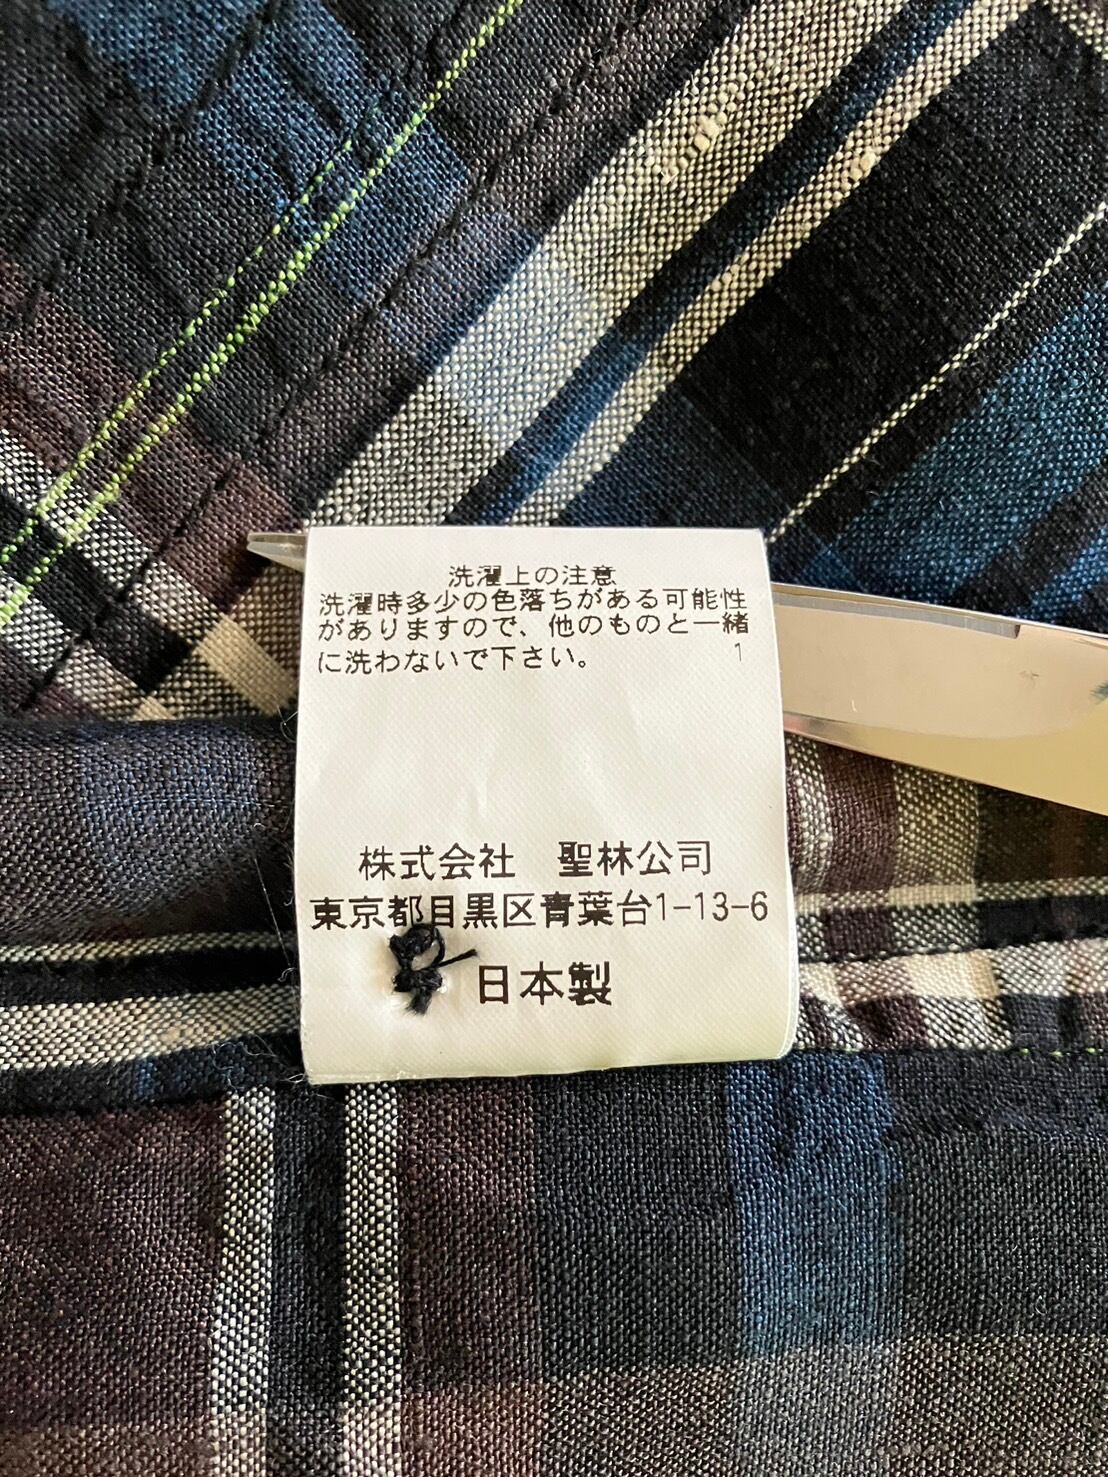 洗濯上の注意
洗濯時多少の色落ちがある可能性
がありますので、他のものと一緒
に洗わないで下さい。 1
株式会社 聖林公司
東京都目黒区青葉台1-13-6
日本製